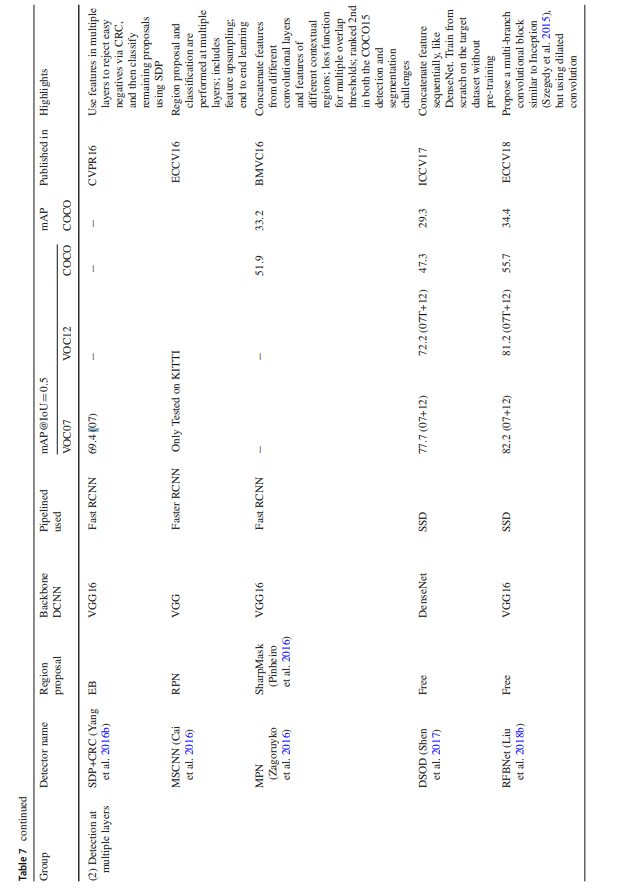 Table 7 continued
Group
Detector name
Region
proposal
Backbone
DCNN
Pipelined
used
mAP@IoU=0.5
mAP
Published in
Highlights
VOC07
VOC12
COCO
COCO
(2) Detection at
multiple layers
SDP+CRC (Yang
et al. 2016b)
EB
VGG16
Fast RCNN
69.4 (07)
–
–
–
CVPR16
Use features in multiple
layers to reject easy
negatives via CRC,
and then classify
remaining proposals
using SDP
MSCNN (Cai
et al. 2016)
RPN
VGG
Faster RCNN
Only Tested on KITTI
ECCV16
Region proposal and
classification are
performed at multiple
layers; includes
feature upsampling;
end to end learning
MPN
(Zagoruyko
et al. 2016)
SharpMask
(Pinheiro
et al. 2016)
VGG16
Fast RCNN
–
–
51.9
33.2
BMVC16
Concatenate features
from different
convolutional layers
and features of
different contextual
regions; loss function
for multiple overlap
thresholds; ranked 2nd
in both the COCO15
detection and
segmentation
challenges
DSOD (Shen
et al. 2017)
Free
DenseNet
SSD
77.7 (07+12)
72.2 (07T+12)
47.3
29.3
ICCV17
Concatenate feature
sequentially, like
DenseNet. Train from
scratch on the target
dataset without
pre-training
RFBNet (Liu
et al. 2018b)
Free
VGG16
SSD
82.2 (07+12)
81.2 (07T+12)
55.7
34.4
ECCV18
Propose a multi-branch
convolutional block
similar to Inception
(Szegedy et al. 2015),
but using dilated
convolution